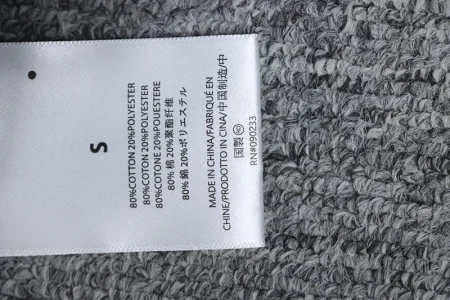 S
80%COTTON 20%POLYESTER
80%COTON 20%POLYESTER
80%COTONE 20%POLIESTERE
80% 棉 20%聚酯纤维
80% 綿 20%ポリエステル
MADE IN CHINA/FABRIQUÉ EN
CHINE/PRODOTTO IN CINA/中国制造/中
国製
RN#090233